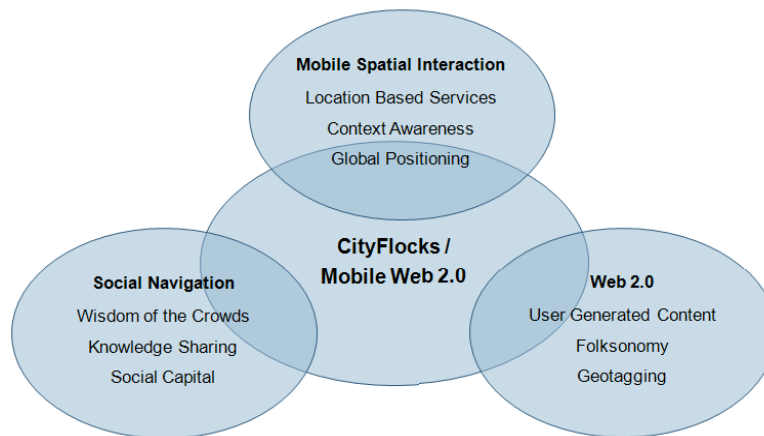 Mobile Spatial Interaction
Location Based Services
Context Awareness
Global Positioning
CityFlocks /
Mobile Web 2.0
Social Navigation
Wisdom of the Crowds
Knowledge Sharing
Social Capital
Web 2.0
User Generated Content
Folksonomy
Geotagging